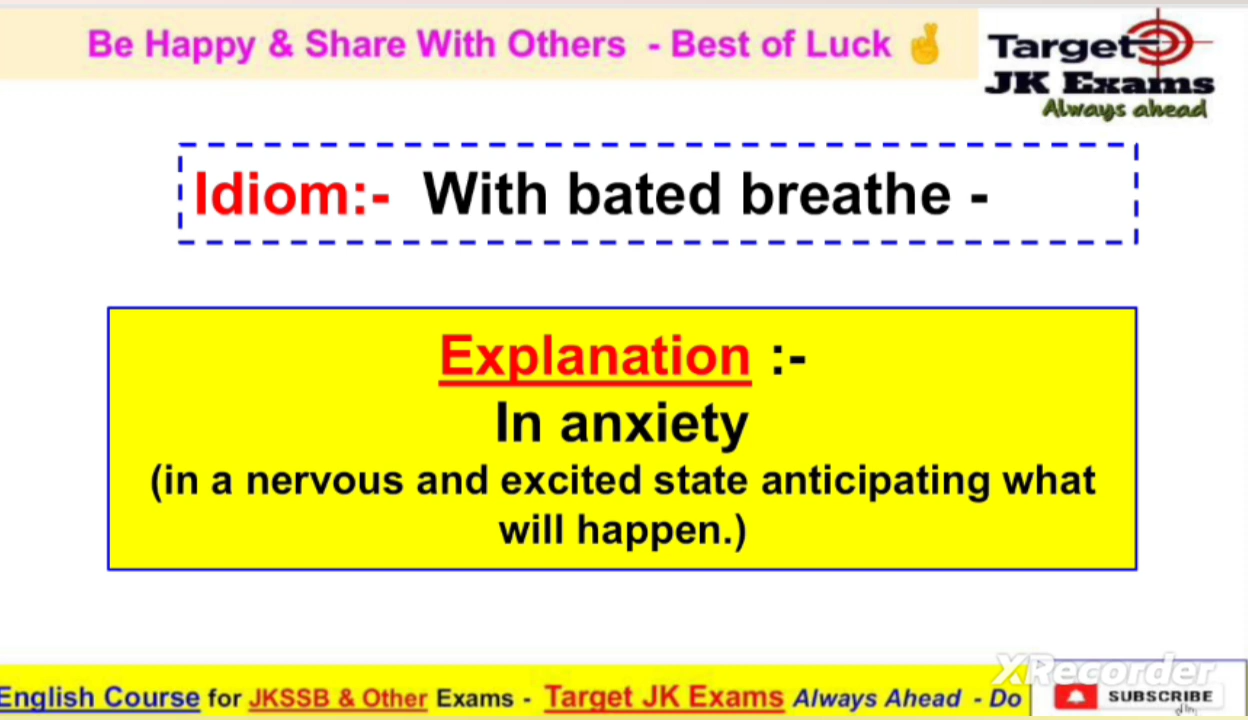 Be Happy & Share With Others - Best of Luck ✌
Target
JK Exams
Always ahead
Idiom:- With bated breathe -
Explanation :-
In anxiety
(in a nervous and excited state anticipating what
will happen.)
XRecorder
English Course for JKSSB & Other Exams - Target JK Exams Always Ahead - Do
SUBSCRIBE